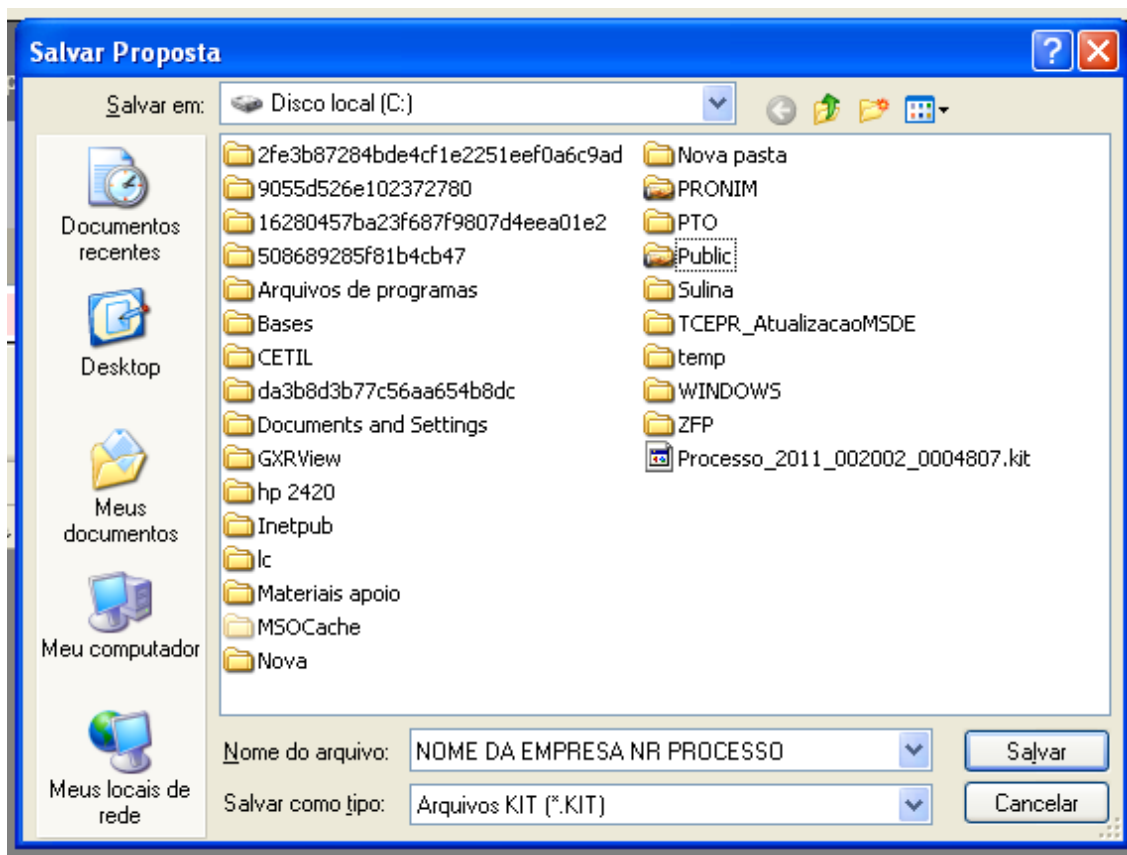 Salvar Proposta
Salvar em:
Disco local (C:)
Documentos
recentes
Desktop
Meus
documentos
Meu computador
Meus locais de
rede
2fe3b87284bde4cf1e2251eef0a6c9ad
9055d526e102372780
16280457ba23f687f9807d4eea01e2
508689285f81b4cb47
Arquivos de programas
Bases
CETIL
da3b8d3b77c56aa654b8dc
Documents and Settings
GXRView
hp 2420
Inetpub
lc
Materiais apoio
MSOCache
Nova
Nova pasta
PRONIM
PTO
Public
Sulina
TCEPR_AtualizacaoMSDE
temp
WINDOWS
ZFP
Processo_2011_002002_0004807.kit
Nome do arquivo:
NOME DA EMPRESA NR PROCESSO
Salvar
Salvar como tipo:
Arquivos KIT (*.KIT)
Cancelar